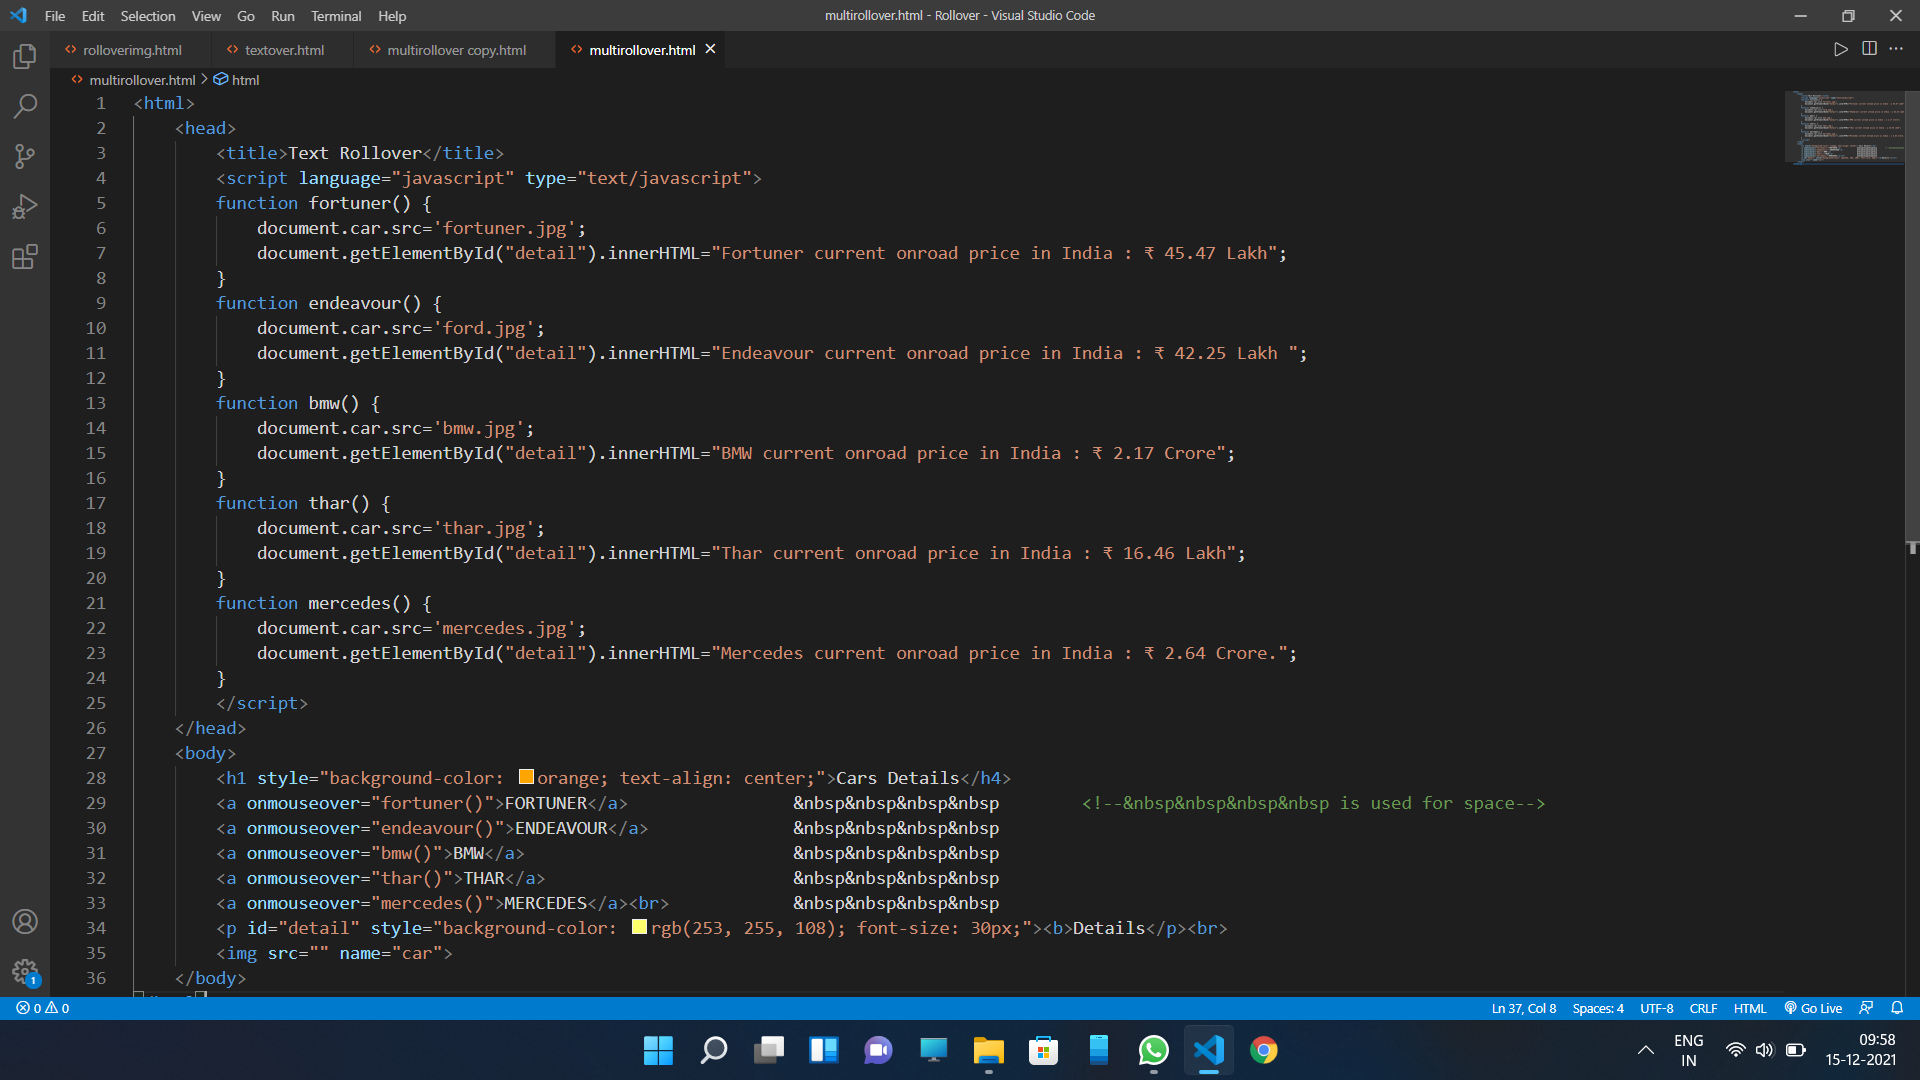 File Edit Selection View Go Run Terminal Help
multirollover.html - Rollover - Visual Studio Code
rolloverimg.html textover.html multirollover copy.html multirollover.html
multirollover.html > html
1 <html>
2 <head>
3 <title>Text Rollover</title>
4 <script language="javascript" type="text/javascript">
5 function fortuner() {
6 document.car.src='fortuner.jpg';
7 document.getElementById("detail").innerHTML="Fortuner current onroad price in India : ₹ 45.47 Lakh";
8 }
9 function endeavour() {
10 document.car.src='ford.jpg';
11 document.getElementById("detail").innerHTML="Endeavour current onroad price in India : ₹ 42.25 Lakh ";
12 }
13 function bmw() {
14 document.car.src='bmw.jpg';
15 document.getElementById("detail").innerHTML="BMW current onroad price in India : ₹ 2.17 Crore";
16 }
17 function thar() {
18 document.car.src='thar.jpg';
19 document.getElementById("detail").innerHTML="Thar current onroad price in India : ₹ 16.46 Lakh";
20 }
21 function mercedes() {
22 document.car.src='mercedes.jpg';
23 document.getElementById("detail").innerHTML="Mercedes current onroad price in India : ₹ 2.64 Crore.";
24 }
25 </script>
26 </head>
27 <body>
28 <h1 style="background-color: orange; text-align: center;">Cars Details</h4>
29 <a onmouseover="fortuner()">FORTUNER</a> &nbsp&nbsp&nbsp&nbsp <!--&nbsp&nbsp&nbsp&nbsp is used for space-->
30 <a onmouseover="endeavour()">ENDEAVOUR</a> &nbsp&nbsp&nbsp&nbsp
31 <a onmouseover="bmw()">BMW</a> &nbsp&nbsp&nbsp&nbsp
32 <a onmouseover="thar()">THAR</a> &nbsp&nbsp&nbsp&nbsp
33 <a onmouseover="mercedes()">MERCEDES</a><br> &nbsp&nbsp&nbsp&nbsp
34 <p id="detail" style="background-color: rgb(253, 255, 108); font-size: 30px;"><b>Details</p><br>
35 <img src="" name="car">
36 </body>
0 0 Ln 37, Col 8 Spaces: 4 UTF-8 CRLF HTML Go Live
1
ENG
IN
09:58
15-12-2021